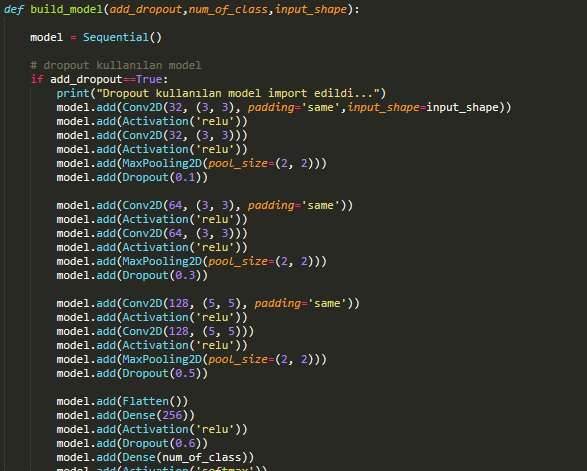 def build_model(add_dropout,num_of_class,input_shape):
model = Sequential()
# dropout kullanılan model
if add_dropout==True:
print("Dropout kullanılan model import edildi...")
model.add(Conv2D(32, (3, 3), padding='same',input_shape=input_shape))
model.add(Activation('relu'))
model.add(Conv2D(32, (3, 3)))
model.add(Activation('relu'))
model.add(MaxPooling2D(pool_size=(2, 2)))
model.add(Dropout(0.1))
model.add(Conv2D(64, (3, 3), padding='same'))
model.add(Activation('relu'))
model.add(Conv2D(64, (3, 3)))
model.add(Activation('relu'))
model.add(MaxPooling2D(pool_size=(2, 2)))
model.add(Dropout(0.3))
model.add(Conv2D(128, (5, 5), padding='same'))
model.add(Activation('relu'))
model.add(Conv2D(128, (5, 5)))
model.add(Activation('relu'))
model.add(MaxPooling2D(pool_size=(2, 2)))
model.add(Dropout(0.5))
model.add(Flatten())
model.add(Dense(256))
model.add(Activation('relu'))
model.add(Dropout(0.6))
model.add(Dense(num_of_class))
model.add(Activation('softmax'))